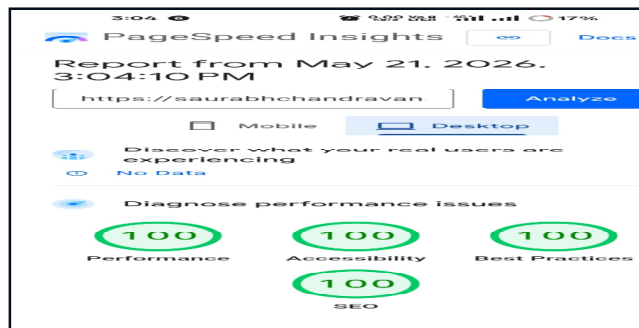 3:04
17%
PageSpeed Insights
Docs
Report from May 21, 2026,
3:04:10 PM
https://saurabhchandravan
Analyze
Mobile
Desktop
Discover what your real users are
experiencing
No Data
Diagnose performance issues
100
100
100
Performance
Accessibility
Best Practices
100
SEO